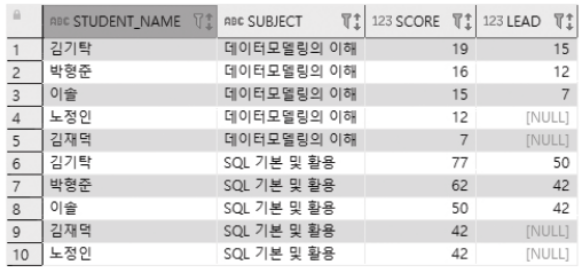 ABC STUDENT_NAME ABC SUBJECT 123 SCORE 123 LEAD
1 김기탁 데이터모델링의 이해 19 15
2 박형준 데이터모델링의 이해 16 12
3 이솔 데이터모델링의 이해 15 7
4 노정인 데이터모델링의 이해 12 [NULL]
5 김재덕 데이터모델링의 이해 7 [NULL]
6 김기탁 SQL 기본 및 활용 77 50
7 박형준 SQL 기본 및 활용 62 42
8 이솔 SQL 기본 및 활용 50 42
9 김재덕 SQL 기본 및 활용 42 [NULL]
10 노정인 SQL 기본 및 활용 42 [NULL]